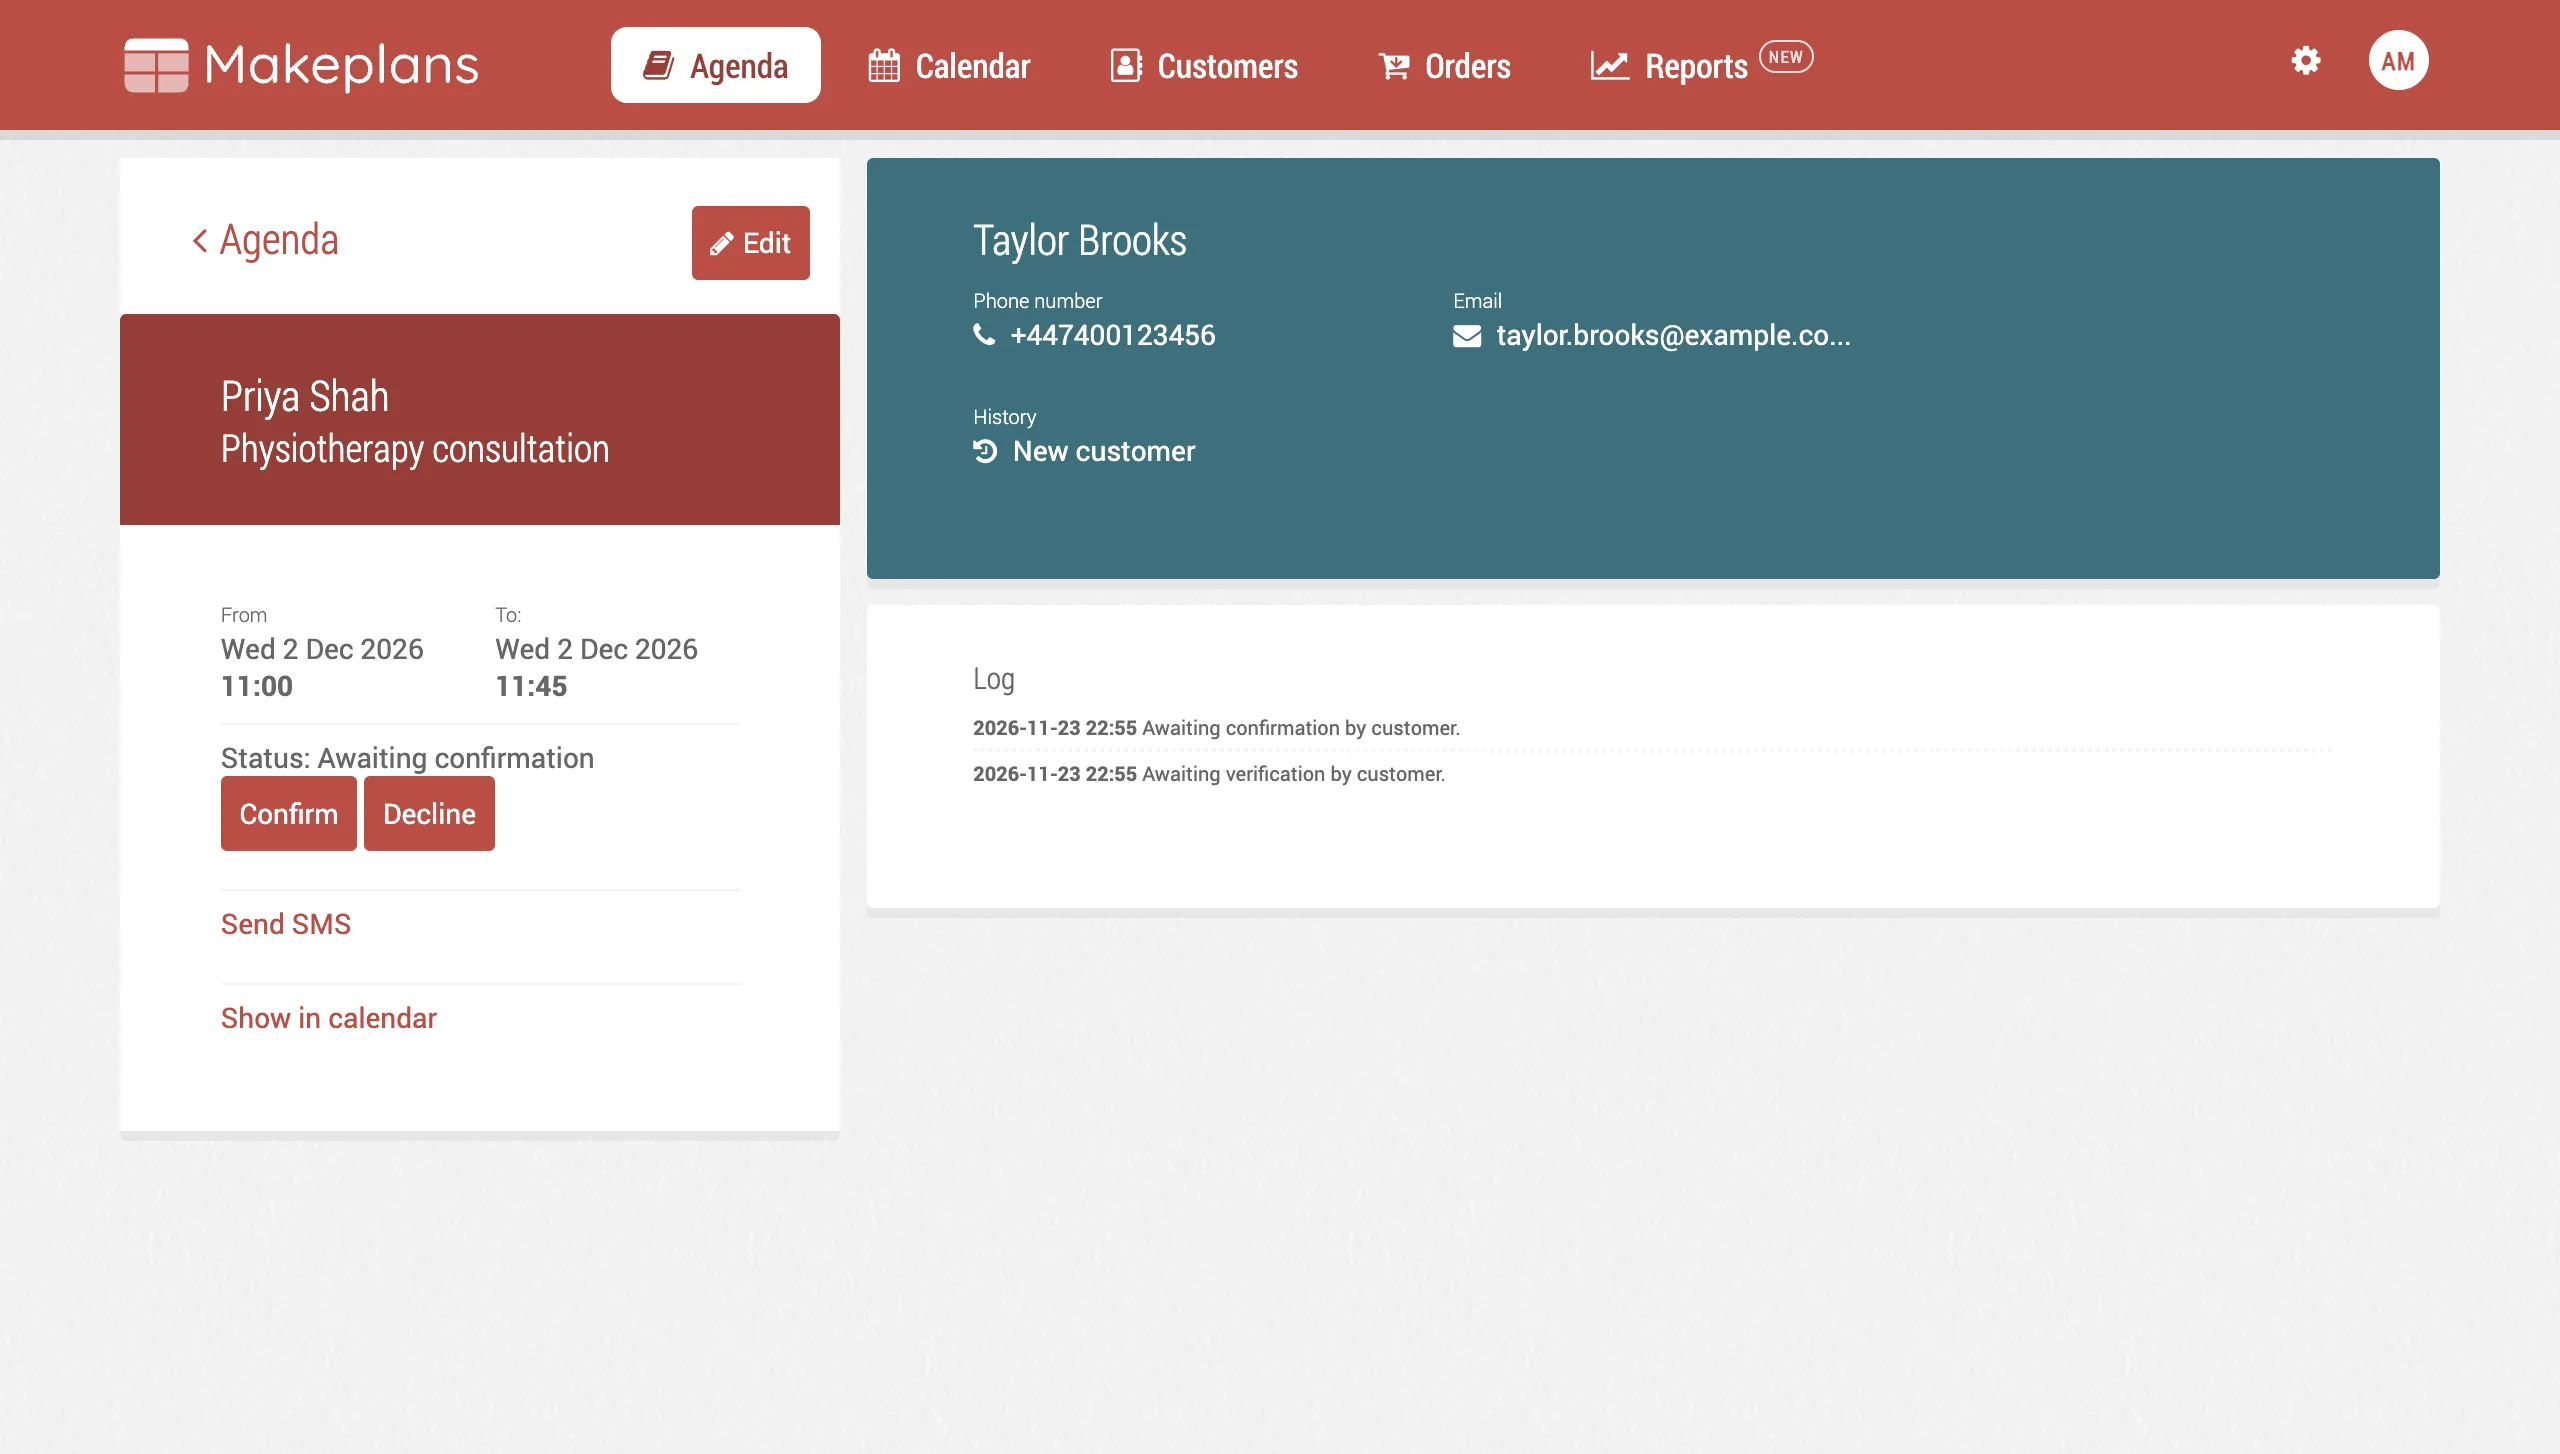 Makeplans
Agenda
Calendar
Customers
Orders
Reports NEW
AM
Agenda
Edit
Priya Shah
Physiotherapy consultation
From
Wed 2 Dec 2026
11:00
To:
Wed 2 Dec 2026
11:45
Status: Awaiting confirmation
Confirm
Decline
Send SMS
Show in calendar
Taylor Brooks
Phone number
+447400123456
Email
taylor.brooks@example.co...
History
New customer
Log
2026-11-23 22:55 Awaiting confirmation by customer.
2026-11-23 22:55 Awaiting verification by customer.